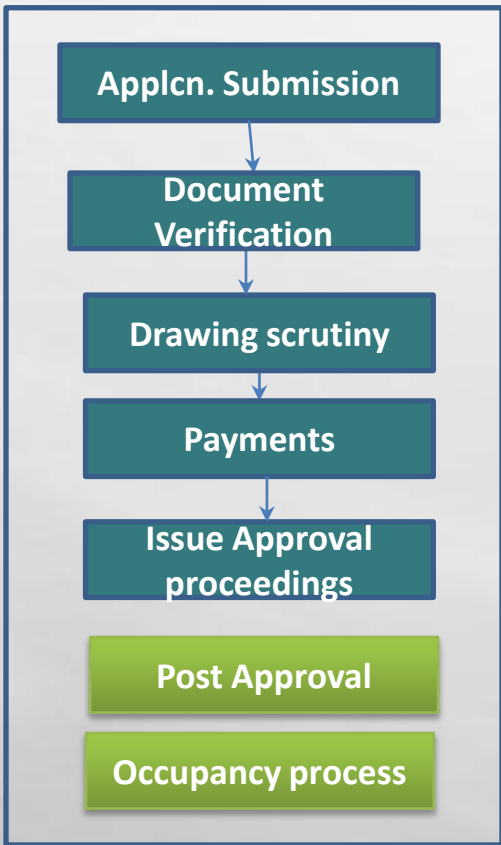 Applcn. Submission
Document
Verification
Drawing scrutiny
Payments
Issue Approval
proceedings
Post Approval
Occupancy process